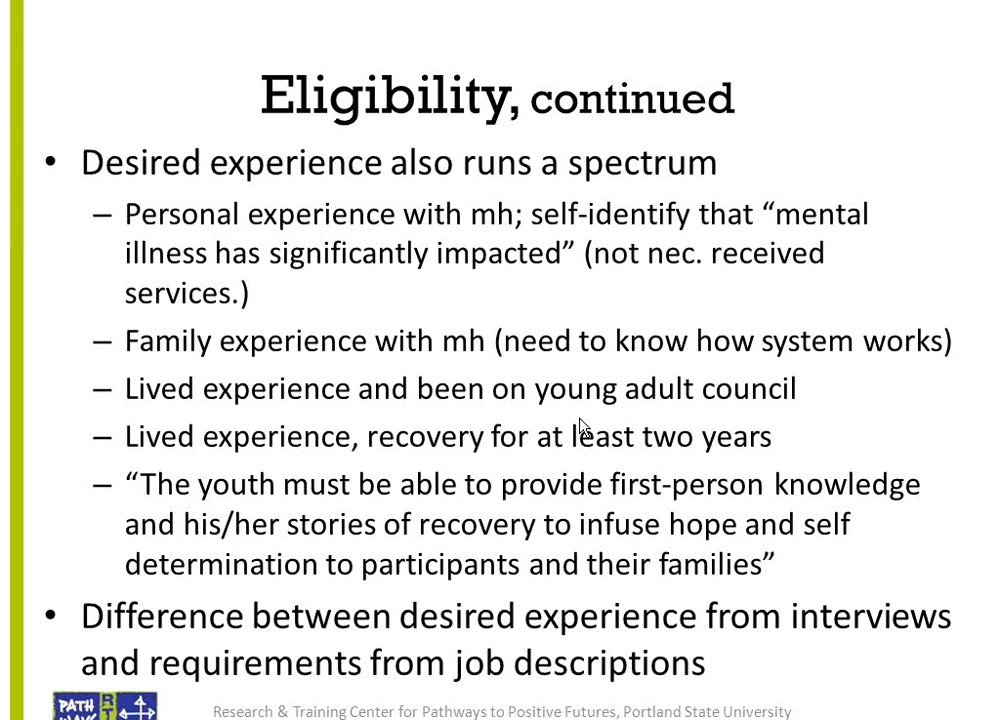 Eligibility, continued
• Desired experience also runs a spectrum
– Personal experience with mh; self-identify that “mental
illness has significantly impacted” (not nec. received
services.)
– Family experience with mh (need to know how system works)
– Lived experience and been on young adult council
– Lived experience, recovery for at least two years
– “The youth must be able to provide first-person knowledge
and his/her stories of recovery to infuse hope and self
determination to participants and their families”
• Difference between desired experience from interviews
and requirements from job descriptions
PATH
R
Research & Training Center for Pathways to Positive Futures, Portland State University